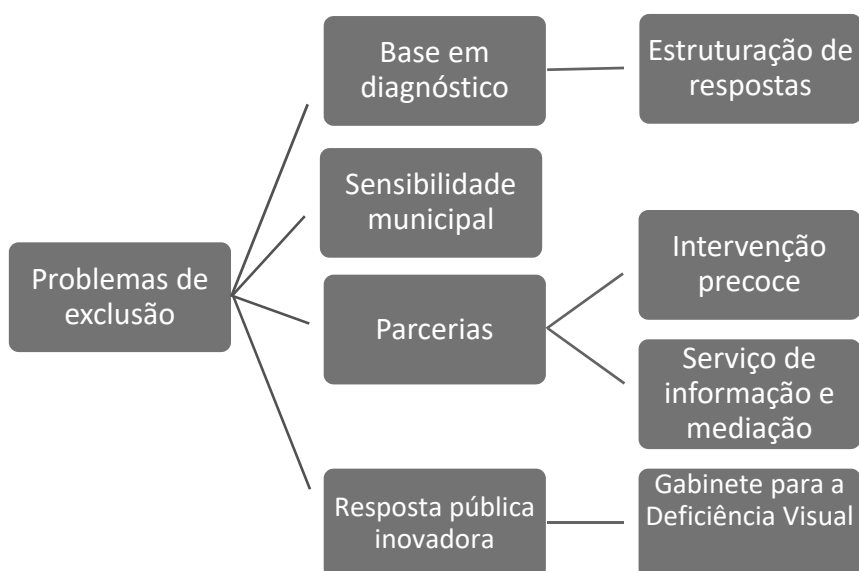 Problemas de
exclusão
Base em
diagnóstico
Estruturação de
respostas
Sensibilidade
municipal
Parcerias
Intervenção
precoce
Serviço de
informação e
mediação
Resposta pública
inovadora
Gabinete para a
Deficiência Visual